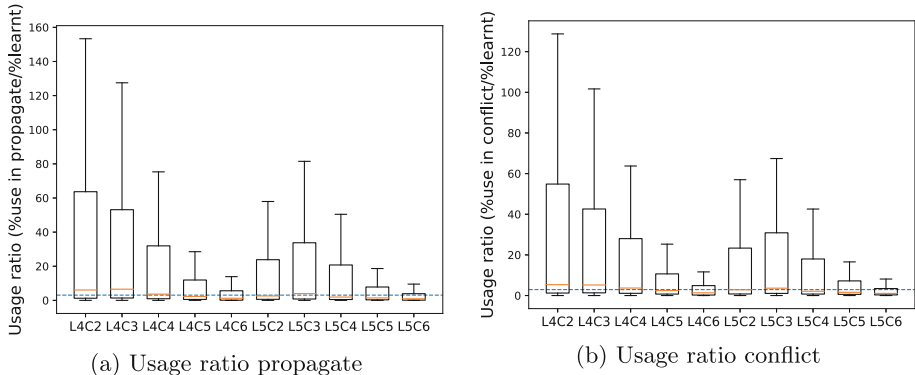 Usage ratio (%use in propagate/%learnt)
160
140
120
100
80
60
40
20
0
L4C2 L4C3 L4C4 L4C5 L4C6 L5C2 L5C3 L5C4 L5C5 L5C6
(a) Usage ratio propagate
Usage ratio (%use in conflict/%learnt)
120
100
80
60
40
20
0
L4C2 L4C3 L4C4 L4C5 L4C6 L5C2 L5C3 L5C4 L5C5 L5C6
(b) Usage ratio conflict